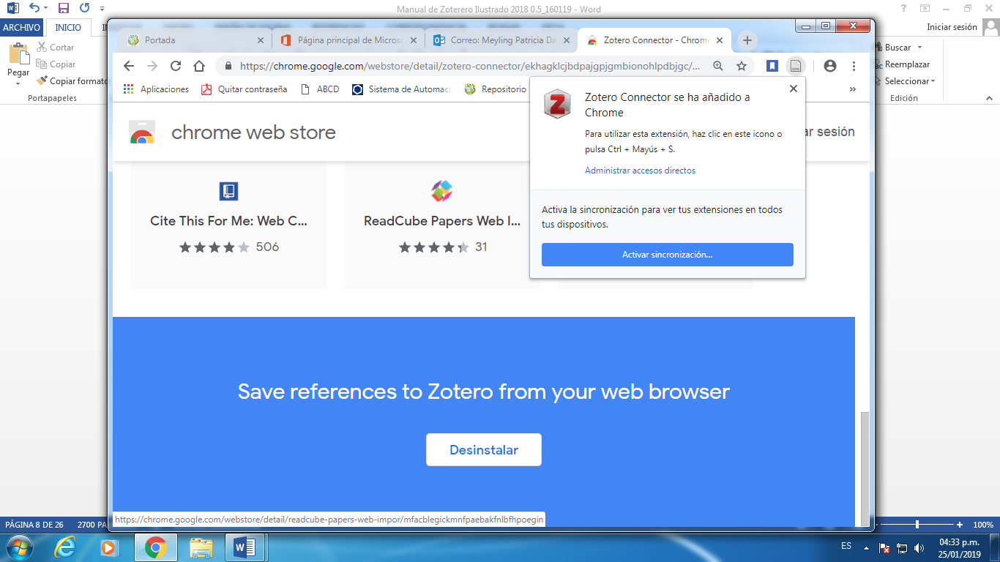 Manual de Zoterero Ilustrado 2018 0.5_160119 - Word
ARCHIVO
INICIO
Iniciar sesión
Pegar
Cortar
Copiar
Copiar formato
Portapapeles
Buscar
Reemplazar
Seleccionar
Edición
Portada
Página principal de Microso
Correo: Meyling Patricia Da
Zotero Connector - Chrome
https://chrome.google.com/webstore/detail/zotero-connector/ekhagklcjbdpajgpjgmbionohlpdbjgc/...
Aplicaciones
Quitar contraseña
ABCD
Sistema de Automaci
Repositorio
»
chrome web store
ar sesión
Zotero Connector se ha añadido a
Chrome
Para utilizar esta extensión, haz clic en este icono o
pulsa Ctrl + Mayús + S.
Administrar accesos directos
Activa la sincronización para ver tus extensiones en todos
tus dispositivos.
Activar sincronización...
Cite This For Me: Web C...
506
ReadCube Papers Web I...
31
Save references to Zotero from your web browser
Desinstalar
https://chrome.google.com/webstore/detail/readcube-papers-web-impor/mfacblegickmnfpaebakfnlbfhpoegin
PÁGINA 8 DE 26
2700 PA
100%
ES
04:33 p.m.
25/01/2019